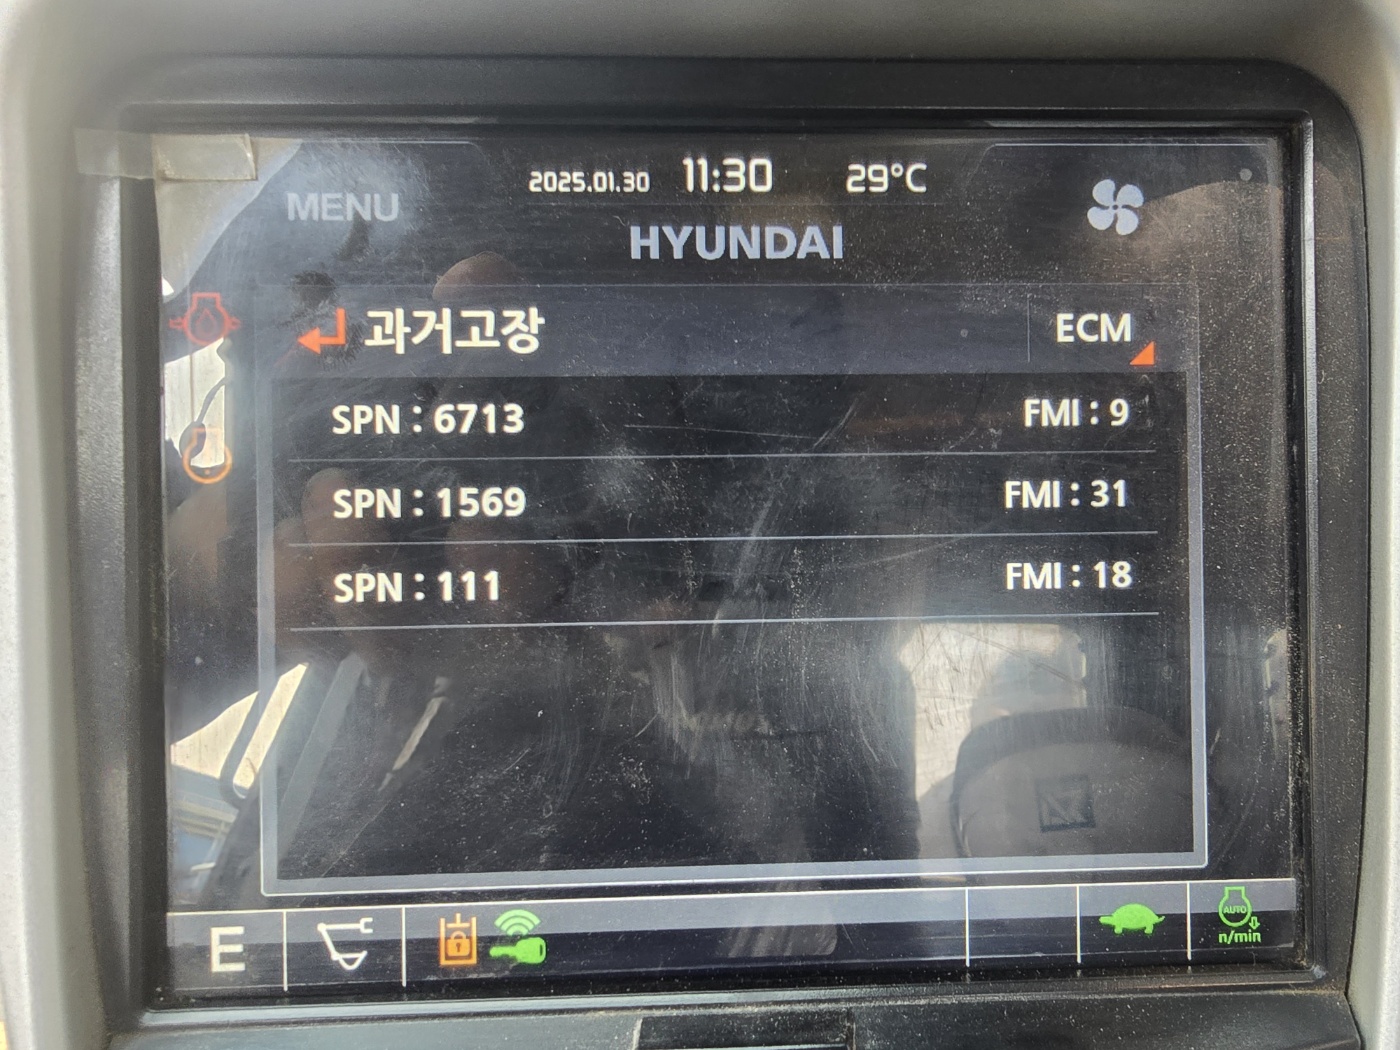 MENU
2025.01.30 11:30 29°C
HYUNDAI
과거고장 ECM
SPN : 6713 FMI : 9
SPN : 1569 FMI : 31
SPN : 111 FMI : 18
E
AUTO
n/min